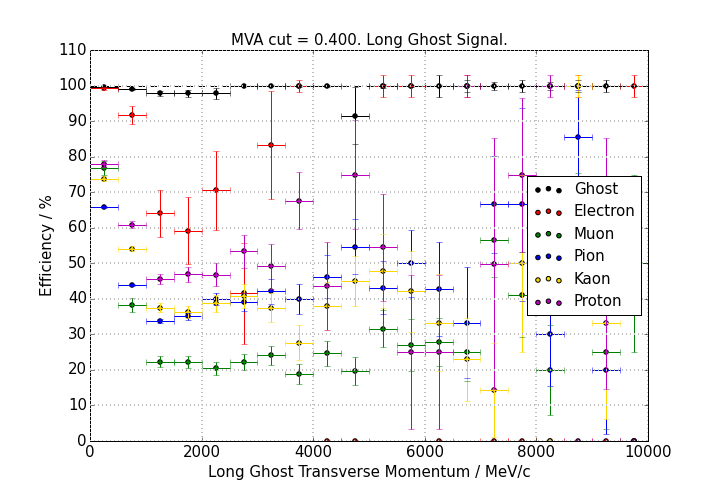 MVA cut = 0.400. Long Ghost Signal.
110
100
90
80
70
60
50
40
30
20
10
0
Efficiency / %
Ghost
Electron
Muon
Pion
Kaon
Proton
0 2000 4000 6000 8000 10000
Long Ghost Transverse Momentum / MeV/c